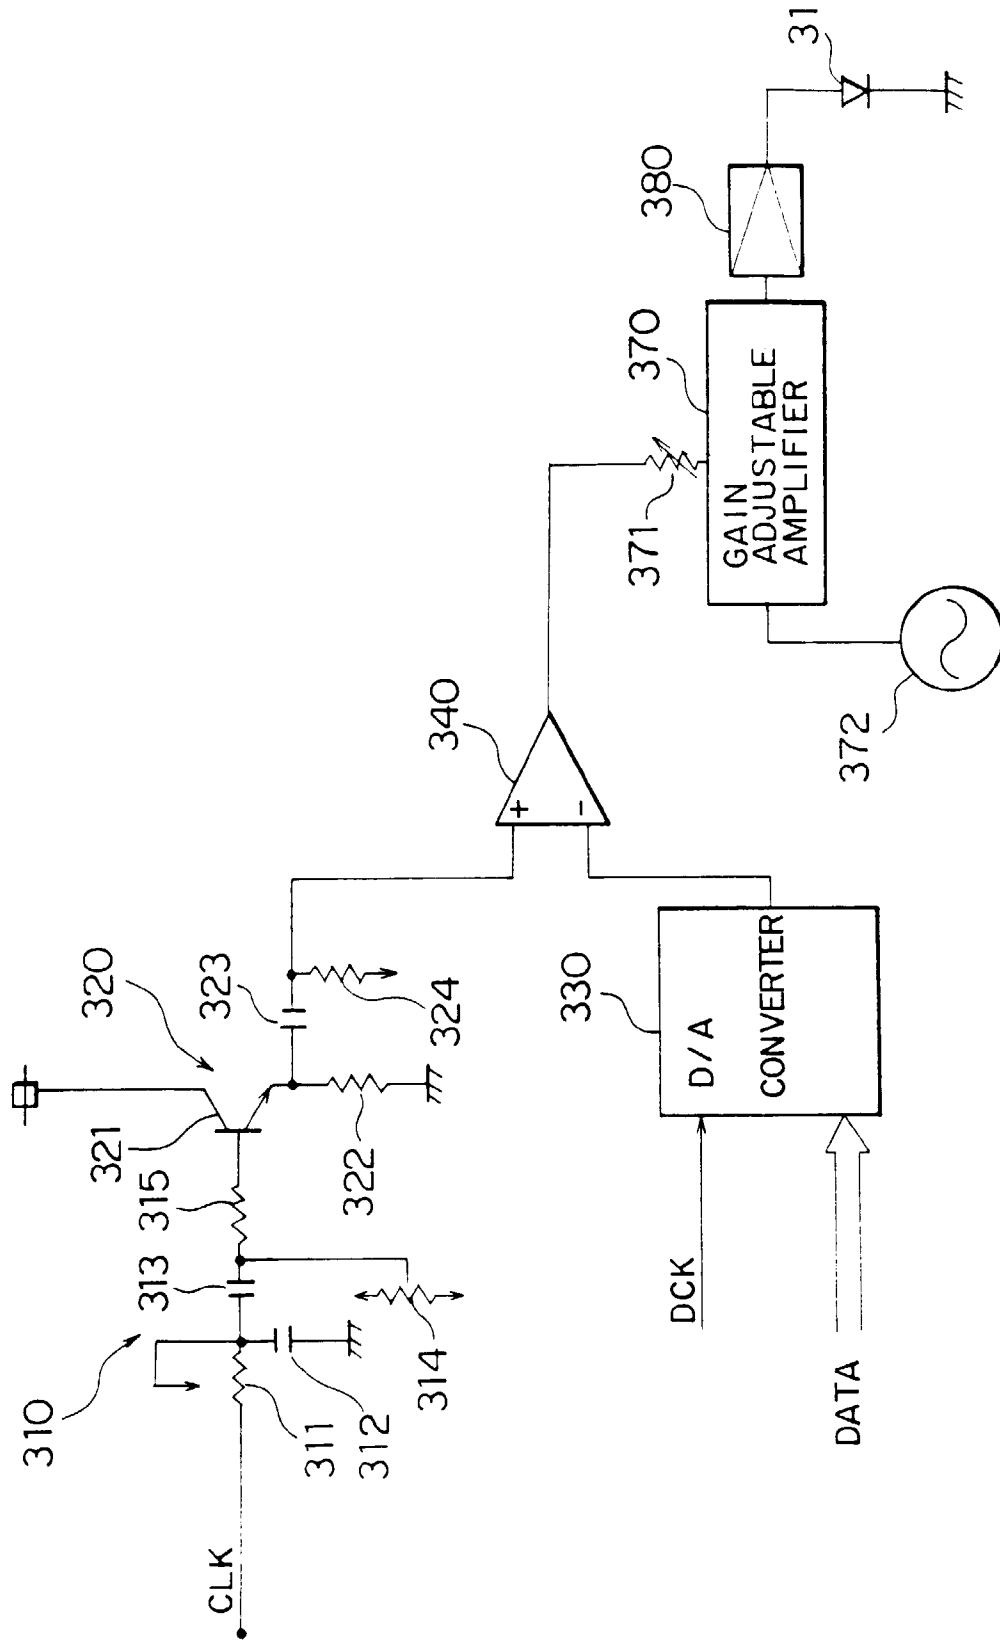 310
320
CLK
311
312
313
314
315
321
322
323
324
340
+
-
DCK
DATA
330
D/A
CONVERTER
371
370
GAIN
ADJUSTABLE
AMPLIFIER
372
380
31